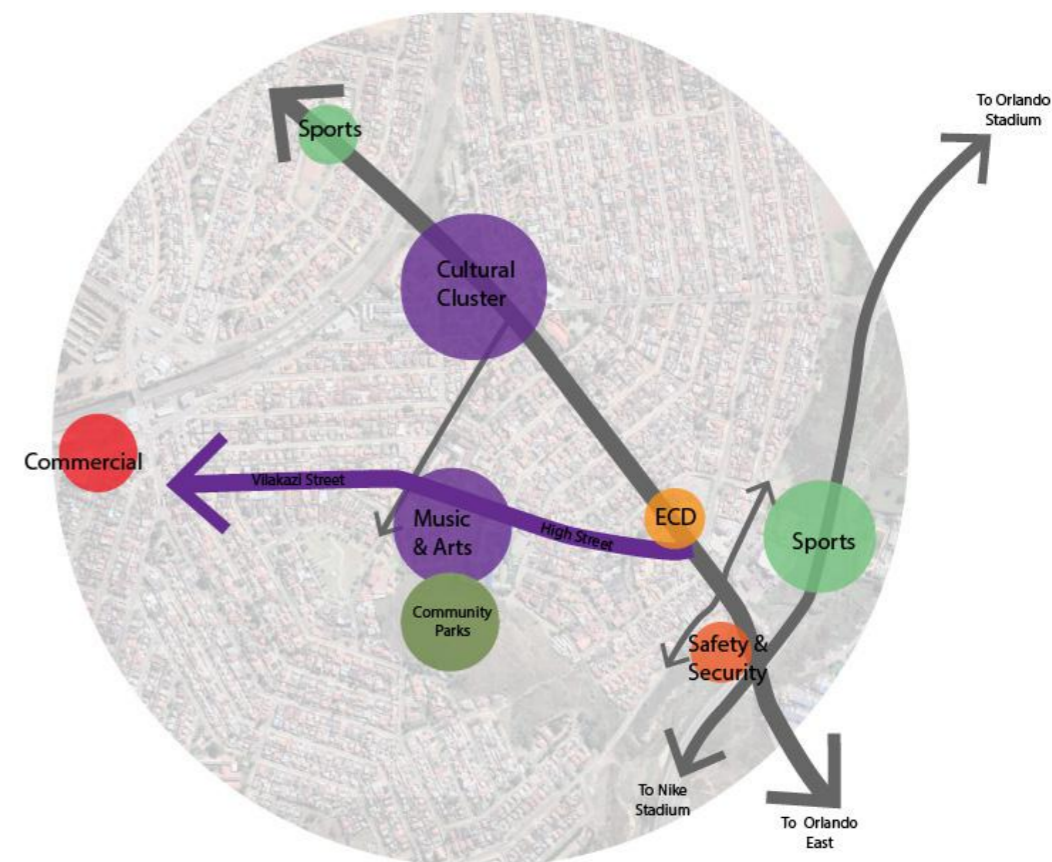 To Orlando
Stadium
Sports
Cultural
Cluster
Commercial
Vilakazi Street
Music
& Arts
High Street
ECD
Sports
Community
Parks
Safety &
Security
To Nike
Stadium
To Orlando
East